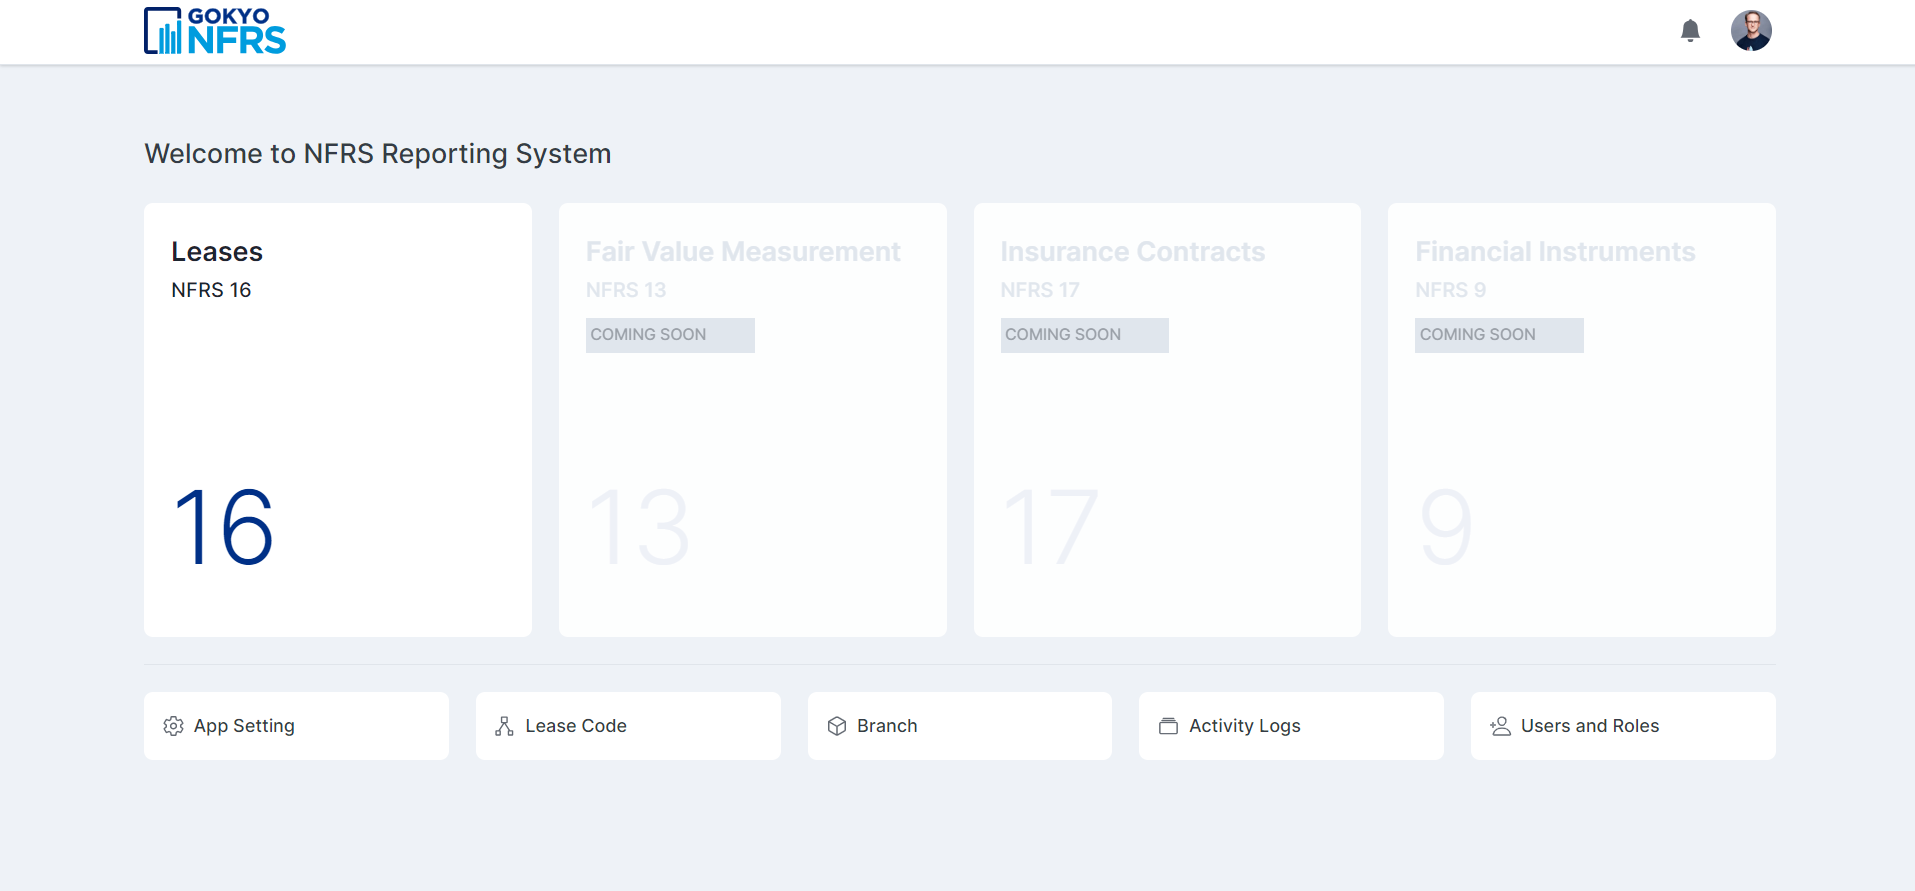 GOKYO
NFRS
Welcome to NFRS Reporting System
Leases
NFRS 16
16
Fair Value Measurement
NFRS 13
COMING SOON
13
Insurance Contracts
NFRS 17
COMING SOON
17
Financial Instruments
NFRS 9
COMING SOON
9
App Setting
Lease Code
Branch
Activity Logs
Users and Roles